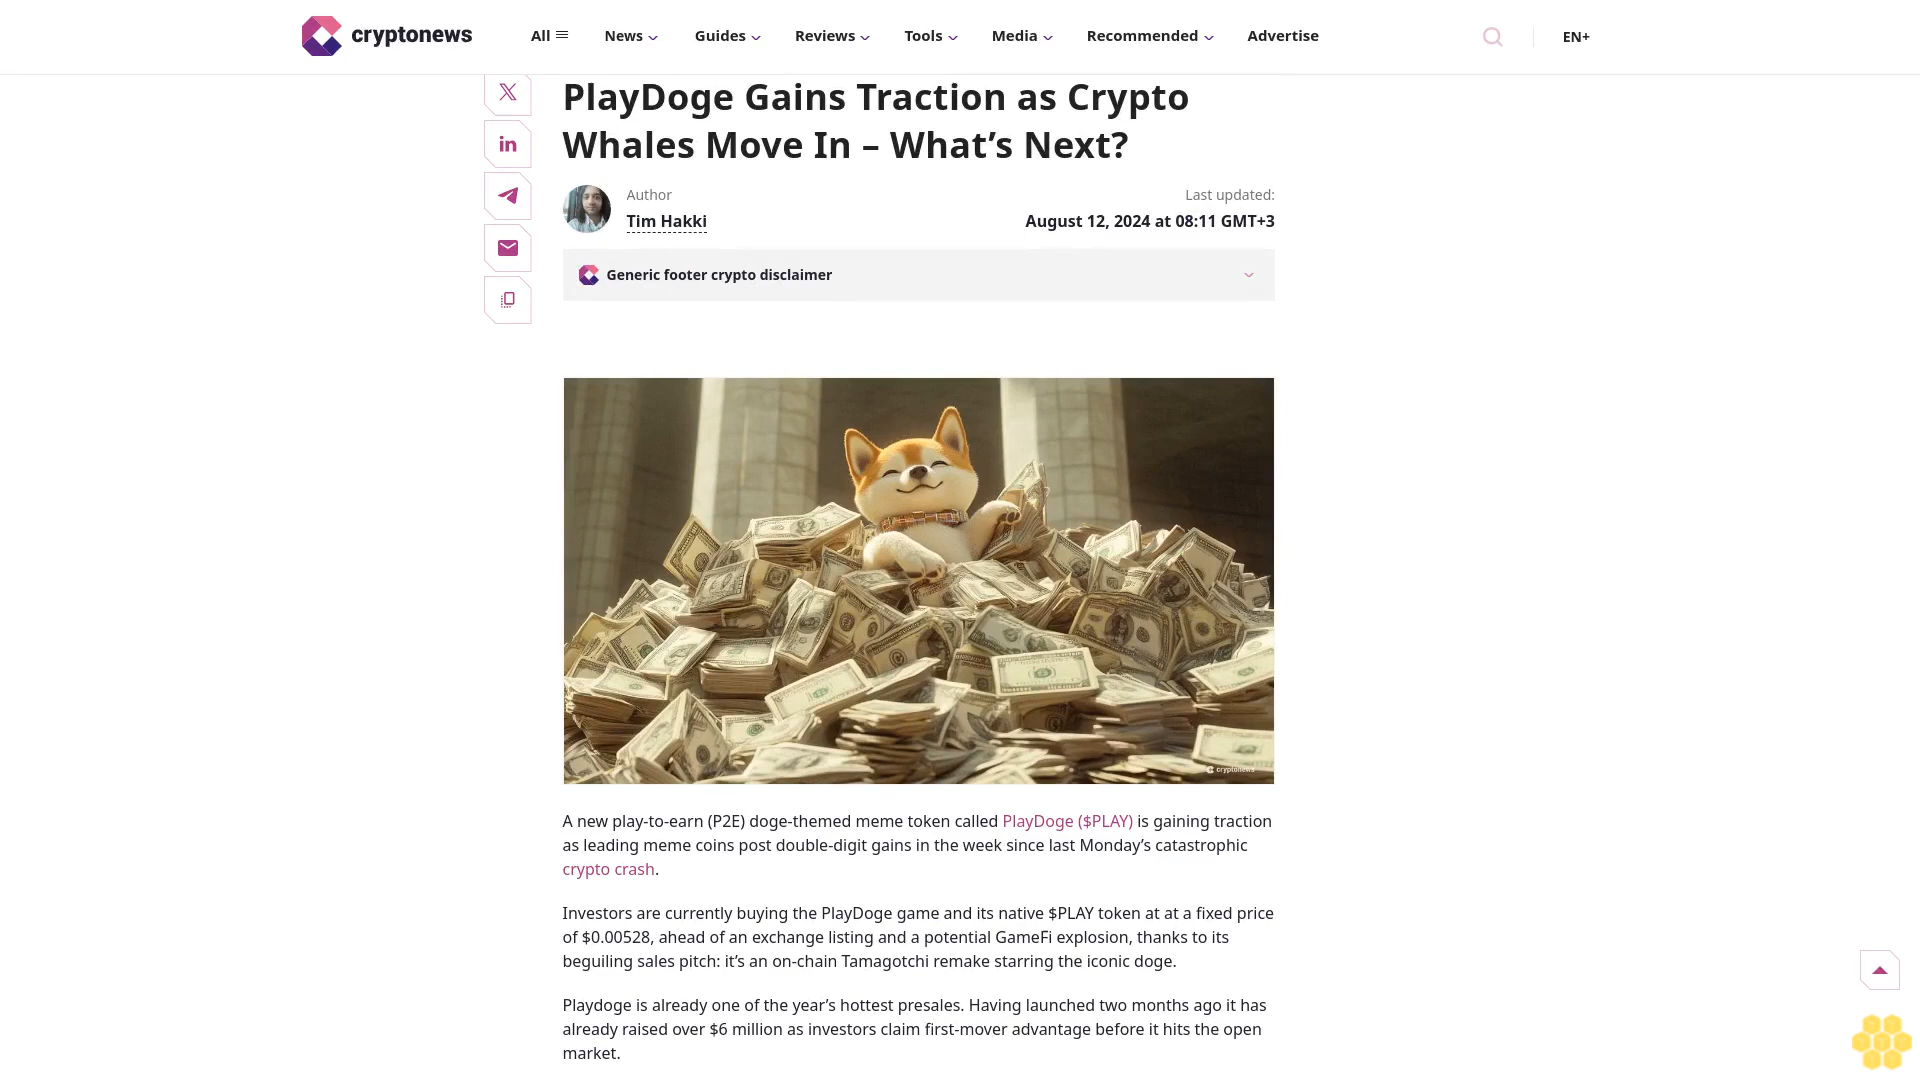 cryptonews
All
News
Guides
Reviews
Tools
Media
Recommended
Advertise
EN+
PlayDoge Gains Traction as Crypto
Whales Move In – What’s Next?
Author
Tim Hakki
Last updated:
August 12, 2024 at 08:11 GMT+3
Generic footer crypto disclaimer
cryptonews
A new play-to-earn (P2E) doge-themed meme token called PlayDoge ($PLAY) is gaining traction
as leading meme coins post double-digit gains in the week since last Monday’s catastrophic
crypto crash.
Investors are currently buying the PlayDoge game and its native $PLAY token at at a fixed price
of $0.00528, ahead of an exchange listing and a potential GameFi explosion, thanks to its
beguiling sales pitch: it’s an on-chain Tamagotchi remake starring the iconic doge.
Playdoge is already one of the year’s hottest presales. Having launched two months ago it has
already raised over $6 million as investors claim first-mover advantage before it hits the open
market.